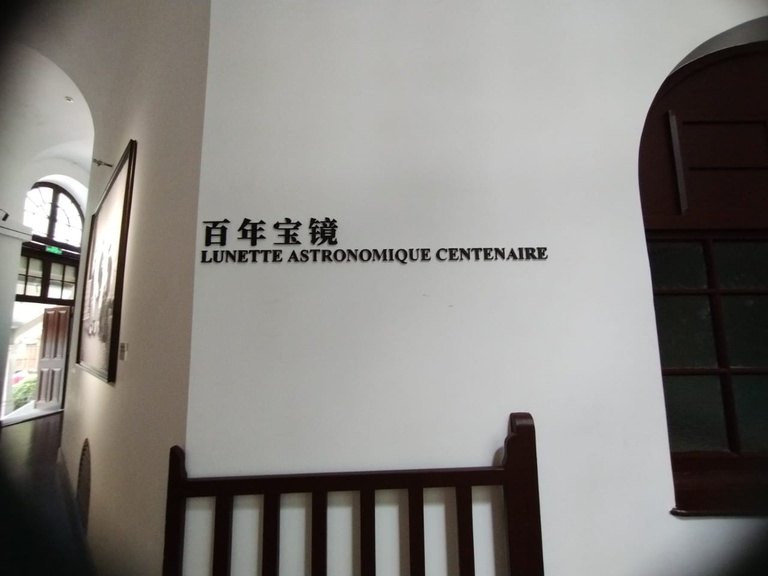 百年宝镜
LUNETTE ASTRONOMIQUE CENTENAIRE